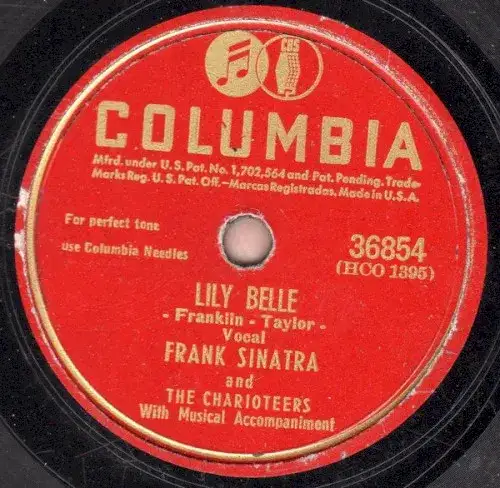 CBS
COLUMBIA
Mfrd. under U.S. Pat. No. 1,702,564 and Pat. Pending. Trade
Marks Reg. U.S. Pat. Off.—Marcas Registradas. Made in U.S.A.
For perfect tone
use Columbia Needles
36854
(HCO 1395)
LILY BELLE
- Franklin - Taylor -
Vocal
FRANK SINATRA
and
THE CHARIOTEERS
With Musical Accompaniment